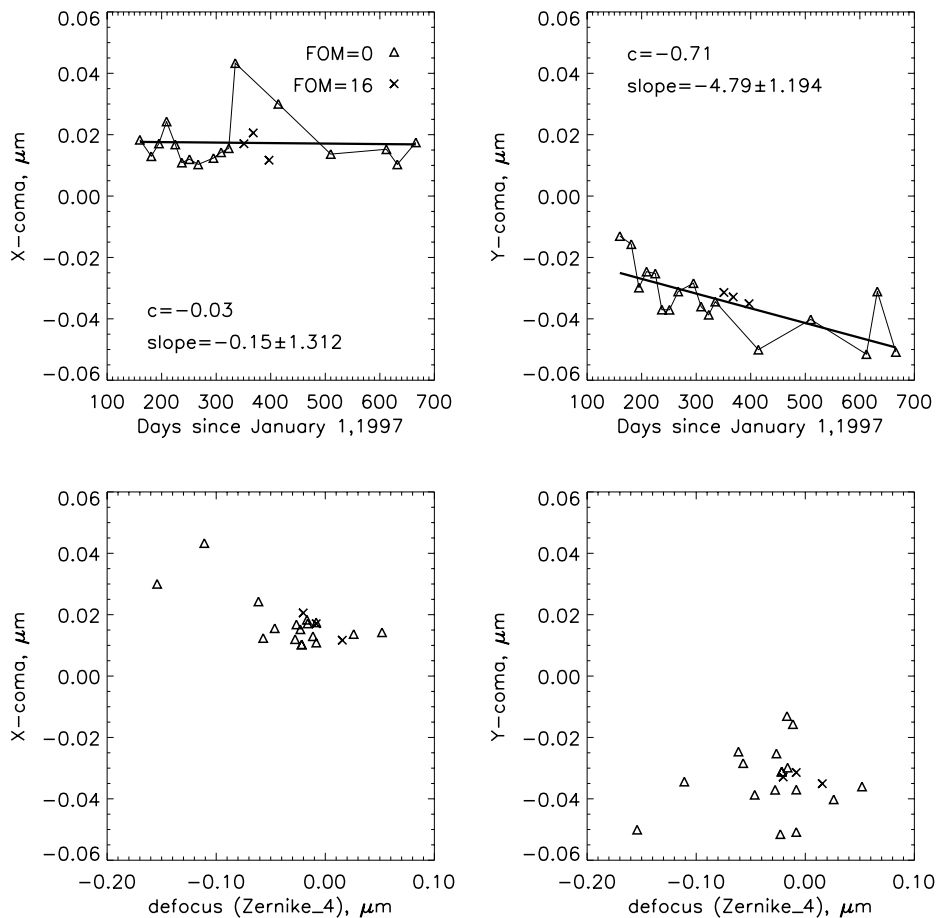 0.06
0.04
0.02
0.00
−0.02
−0.04
−0.06
X−coma, μm
FOM=0
FOM=16
c=−0.03
slope=−0.15±1.312
100 200 300 400 500 600 700
Days since January 1,1997
0.06
0.04
0.02
0.00
−0.02
−0.04
−0.06
Y−coma, μm
c=−0.71
slope=−4.79±1.194
100 200 300 400 500 600 700
Days since January 1,1997
0.06
0.04
0.02
0.00
−0.02
−0.04
−0.06
X−coma, μm
−0.20 −0.10 0.00 0.10
defocus (Zernike_4), μm
0.06
0.04
0.02
0.00
−0.02
−0.04
−0.06
Y−coma, μm
−0.20 −0.10 0.00 0.10
defocus (Zernike_4), μm